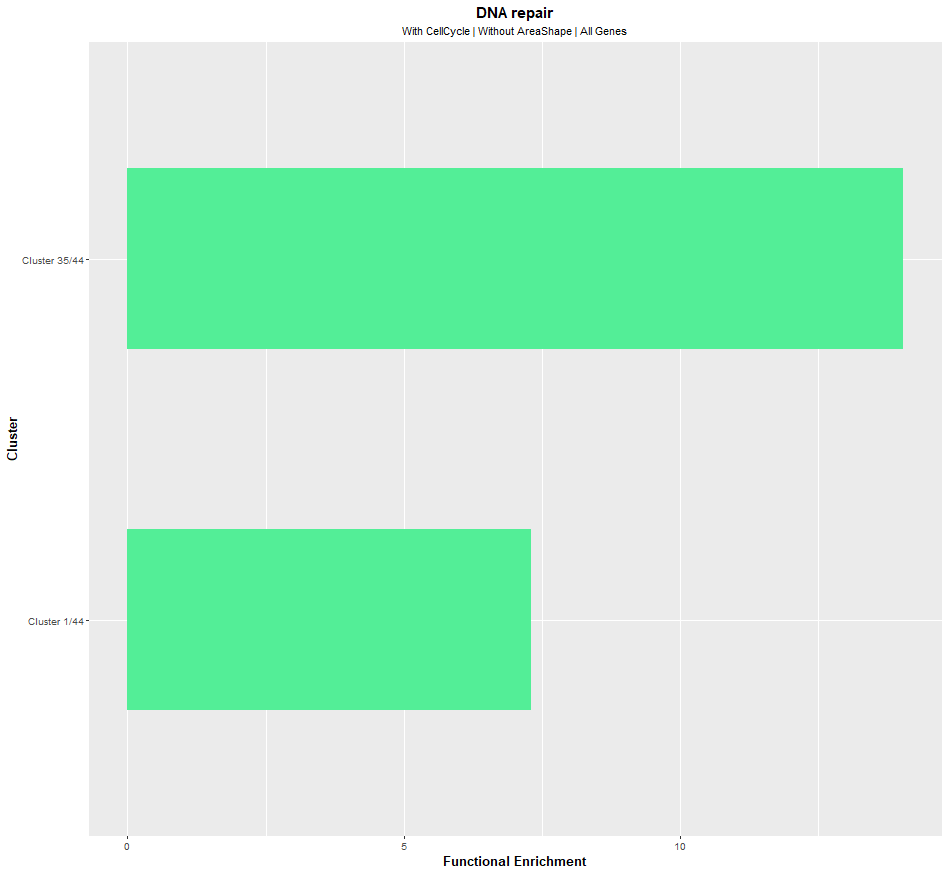 DNA repair
With CellCycle | Without AreaShape | All Genes
Cluster
Cluster 35/44
Cluster 1/44
0 5 10
Functional Enrichment